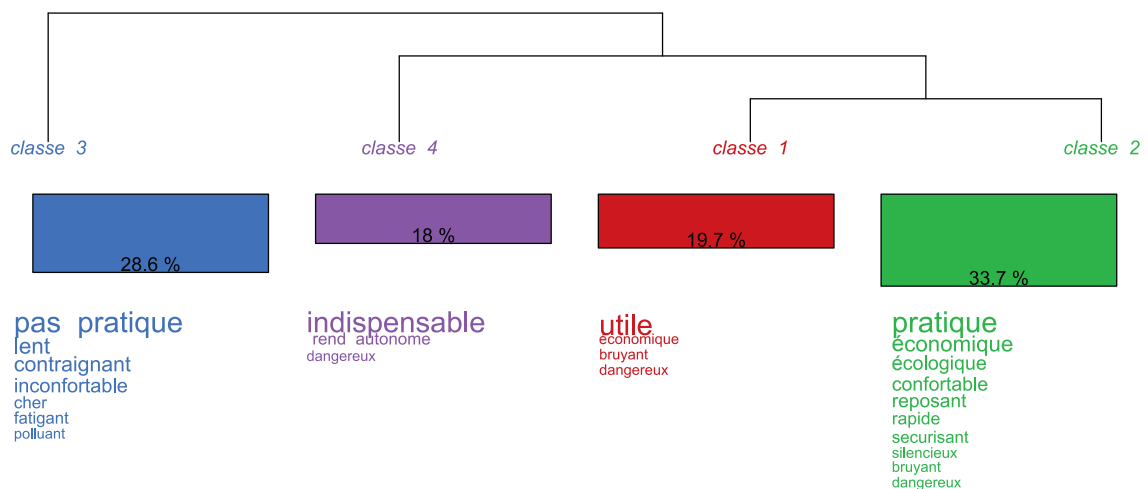 classe 3
classe 4
classe 1
classe 2
28.6 %
18 %
19.7 %
33.7 %
pas pratique
lent
contraignant
inconfortable
cher
fatigant
polluant
indispensable
rend autonome
dangereux
utile
économique
bruyant
dangereux
pratique
économique
écologique
confortable
reposant
rapide
securisant
silencieux
bruyant
dangereux